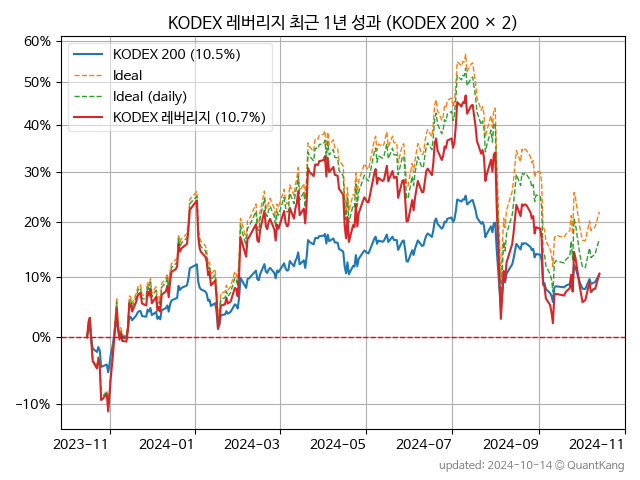 KODEX 레버리지 최근 1년 성과 (KODEX 200 × 2)
60%
50%
40%
30%
20%
10%
0%
−10%
KODEX 200 (10.5%)
Ideal
Ideal (daily)
KODEX 레버리지 (10.7%)
2023-11 2024-01 2024-03 2024-05 2024-07 2024-09 2024-11
updated: 2024-10-14 © QuantKang